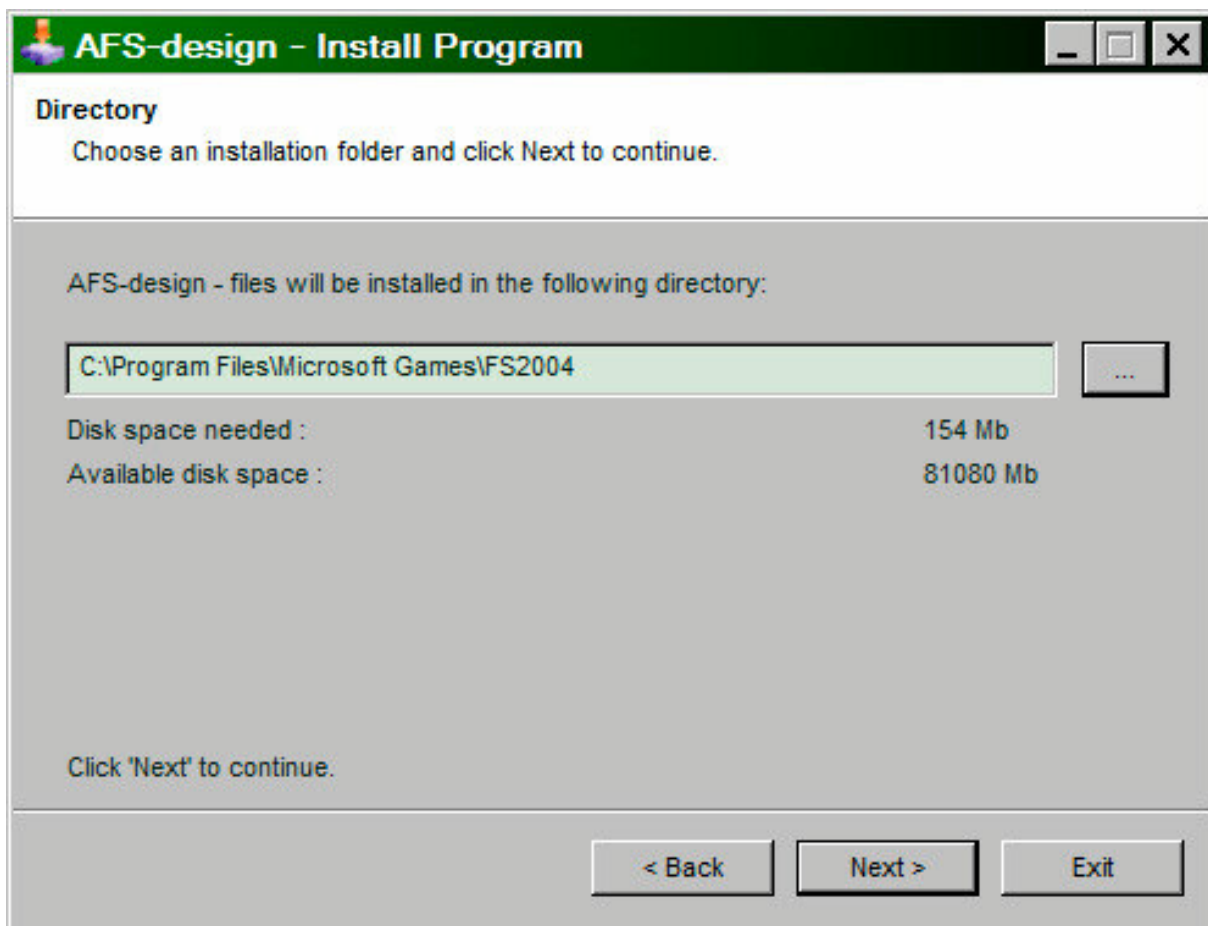 AFS-design - Install Program
Directory
Choose an installation folder and click Next to continue.
AFS-design - files will be installed in the following directory:
C:\Program Files\Microsoft Games\FS2004
...
Disk space needed : 154 Mb
Available disk space : 81080 Mb
Click 'Next' to continue.
< Back Next > Exit